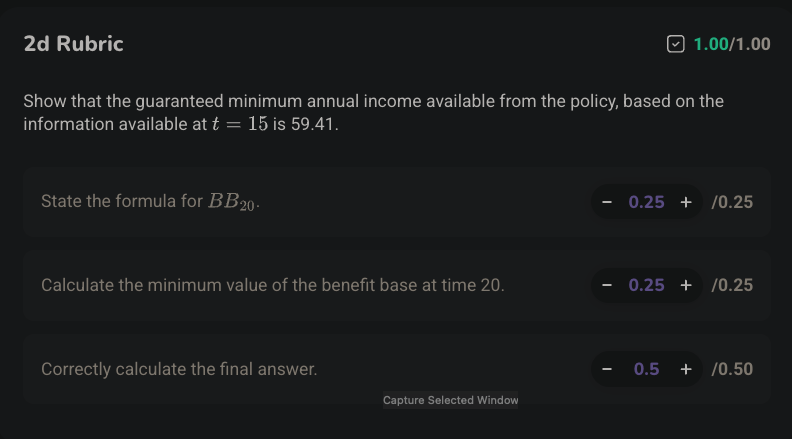 2d Rubric
1.00/1.00
Show that the guaranteed minimum annual income available from the policy, based on the
information available at t = 15 is 59.41.
State the formula for BB₂₀.
− 0.25 + /0.25
Calculate the minimum value of the benefit base at time 20.
− 0.25 + /0.25
Correctly calculate the final answer.
− 0.5 + /0.50
Capture Selected Window